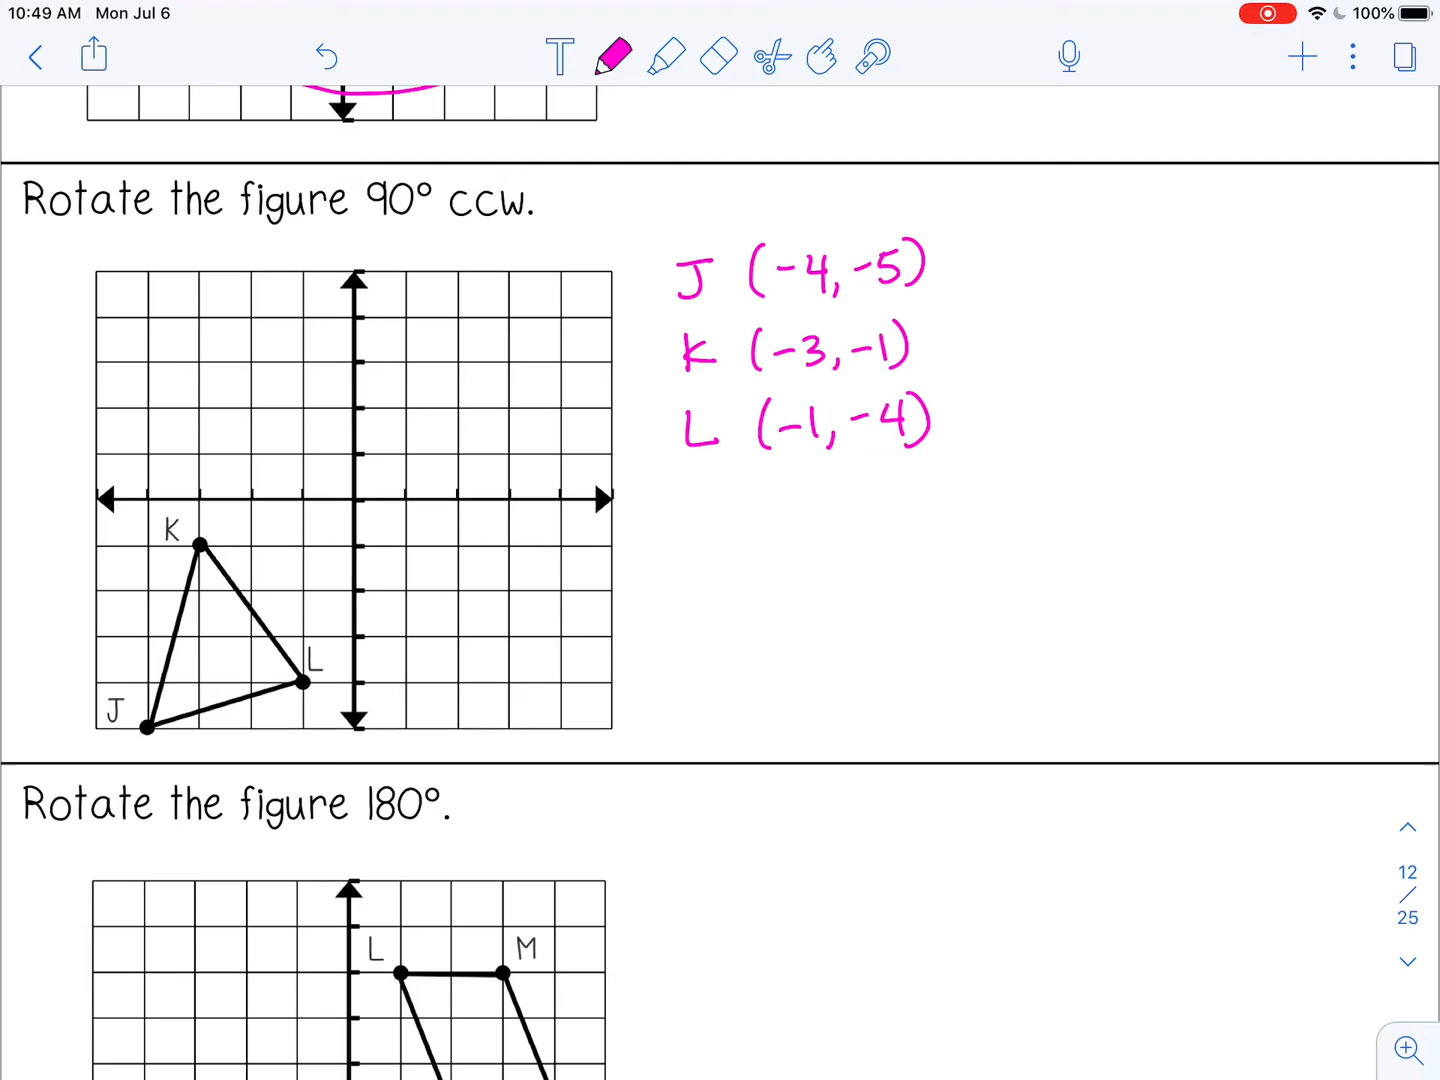 10:49 AM Mon Jul 6
100%
T
Rotate the figure 90° ccw.
J (-4, -5)
K (-3, -1)
L (-1, -4)
K
L
J
Rotate the figure 180°.
L
M
12
/
25